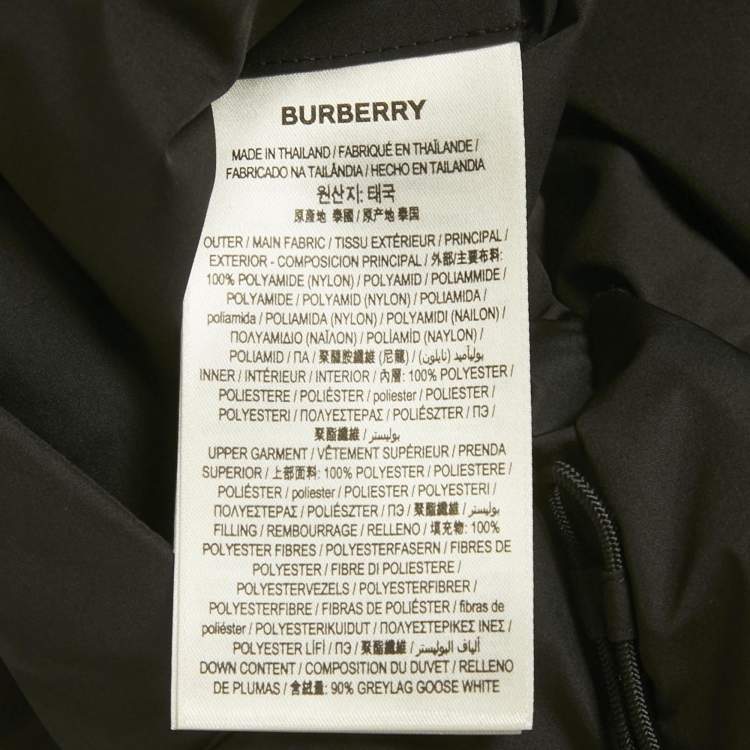 BURBERRY
MADE IN THAILAND / FABRIQUÉ EN THAÏLANDE /
FABRICADO NA TAILÂNDIA / HECHO EN TAILANDIA
원산지: 태국
原產地 泰國 / 原产地 泰国
OUTER / MAIN FABRIC / TISSU EXTÉRIEUR / PRINCIPAL /
EXTERIOR - COMPOSICION PRINCIPAL / 外部/主要布料:
100% POLYAMIDE (NYLON) / POLYAMID / POLIAMMIDE /
POLYAMIDE / POLYAMID (NYLON) / POLIAMIDA /
poliamida / POLIAMIDA (NYLON) / POLYAMIDI (NAILON) /
ΠΟΛΥΑΜΙΔΙΟ (ΝΑΪΛΟΝ) / POLIAMÍD (NAYLON) /
POLIAMID / ПА / 聚醯胺纖維 (尼龍) / بوليأميد (نايلون)
INNER / INTÉRIEUR / INTERIOR / 內層: 100% POLYESTER /
POLIESTERE / POLIÉSTER / poliester / POLIESTER /
POLYESTERI / ΠΟΛΥΕΣΤΕΡΑΣ / POLIÉSZTER / ПЭ /
聚酯纖維 / بوليستر
UPPER GARMENT / VÊTEMENT SUPÉRIEUR / PRENDA
SUPERIOR / 上部面料: 100% POLYESTER / POLIESTERE /
POLIÉSTER / poliester / POLIESTER / POLYESTERI /
ΠΟΛΥΕΣΤΕΡΑΣ / POLIÉSZTER / ПЭ / 聚酯纖維 / بوليستر
FILLING / REMBOURRAGE / RELLENO / 填充物: 100%
POLYESTER FIBRES / POLYESTERFASERN / FIBRES DE
POLYESTER / FIBRE DI POLIESTERE /
POLYESTERVEZELS / POLYESTERFIBRER /
POLYESTERFIBRE / FIBRAS DE POLIÉSTER / fibras de
poliéster / POLYESTERIKUIDUT / ΠΟΛΥΕΣΤΕΡΙΚΕΣ ΙΝΕΣ /
POLYESTER LİFİ / ПЭ / 聚酯纖維 / ألياف البوليستر
DOWN CONTENT / COMPOSITION DU DUVET / RELLENO
DE PLUMAS / 含絨量: 90% GREYLAG GOOSE WHITE